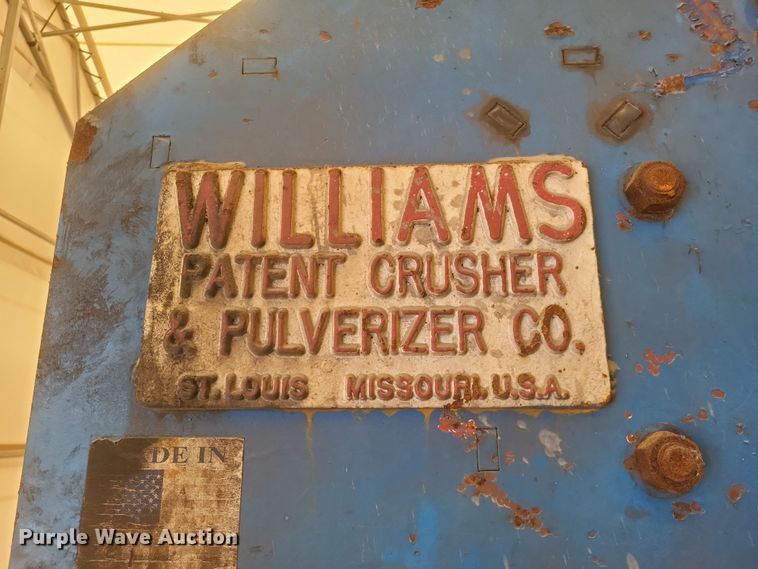 WILLIAMS
PATENT CRUSHER
& PULVERIZER CO.
ST. LOUIS MISSOURI, U.S.A.
DE IN
Purple Wave Auction